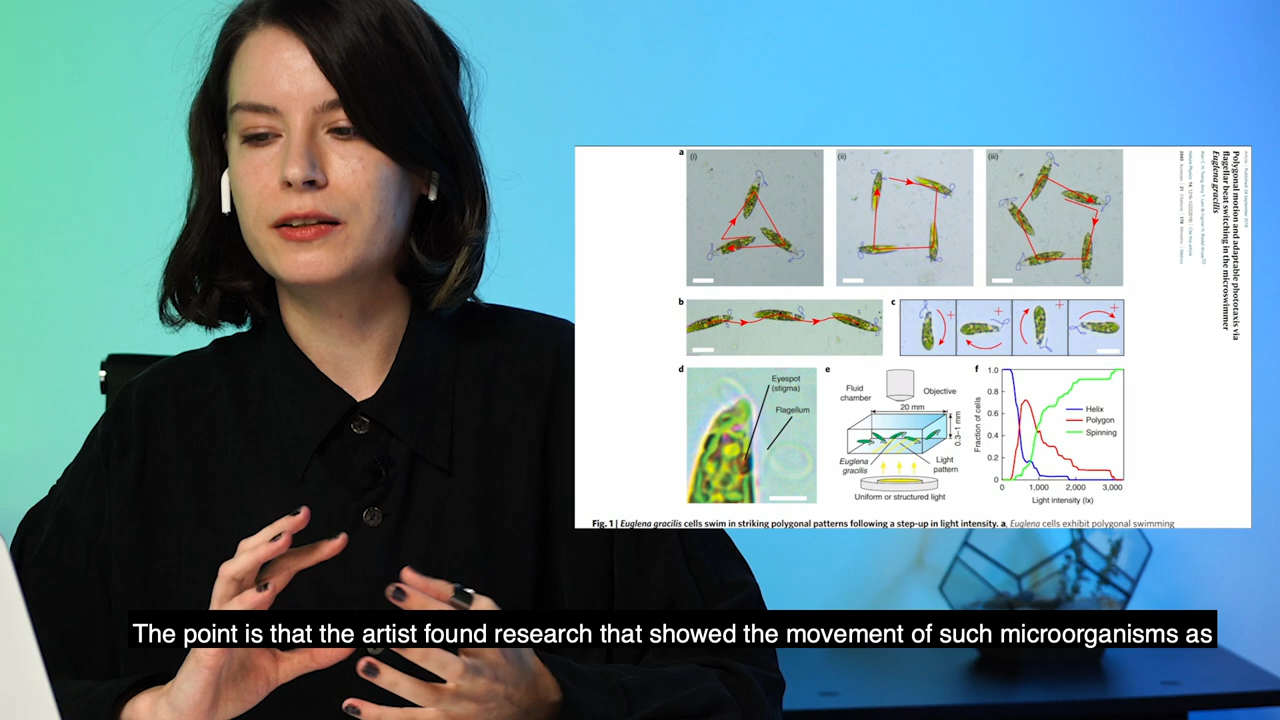 a
(i)
(ii)
(iii)
Article | Published: 24 September 2018
Polygonal motion and adaptable phototaxis via
flagellar beat switching in the microswimmer
Euglena gracilis
b
c
+
+
+
+
d
Eyespot
(stigma)
Flagellum
e
Fluid
chamber
Objective
20 mm
0.3–1 mm
Euglena
gracilis
Light
pattern
Uniform or structured light
f
Fraction of cells
1.0
0.8
0.6
0.4
0.2
0
Helix
Polygon
Spinning
0
1,000
2,000
3,000
Light intensity (lx)
Fig. 1 | Euglena gracilis cells swim in striking polygonal patterns following a step-up in light intensity. a, Euglena cells exhibit polygonal swimming
The point is that the artist found research that showed the movement of such microorganisms as